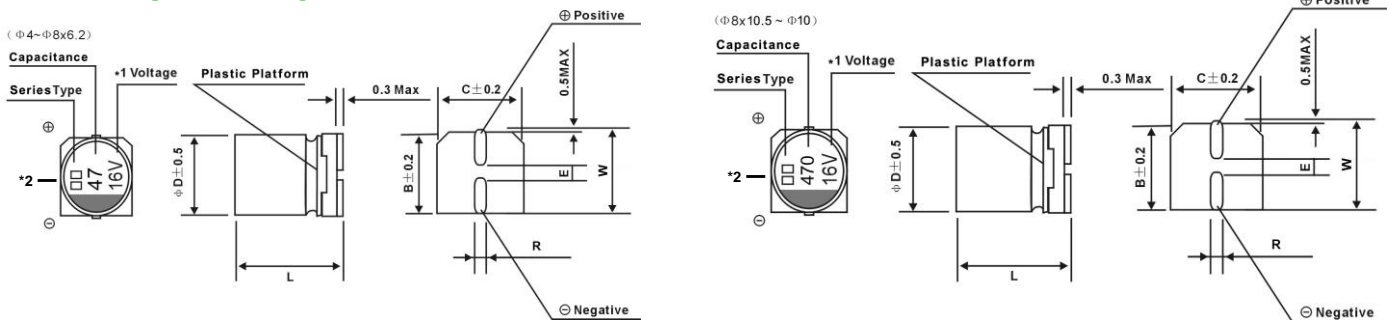 (Φ4~Φ8x6.2)
Capacitance
*1 Voltage
Series Type
Plastic Platform
0.3 Max
C±0.2
0.5MAX
⊕ Positive
⊕
*2
47
16V
⊖
φD±0.5
L
B±0.2
E
W
R
⊖ Negative
(Φ8x10.5 ~ Φ10)
Capacitance
*1 Voltage
Series Type
Plastic Platform
0.3 Max
C±0.2
0.5MAX
⊕ Positive
⊕
*2
470
16V
⊖
φD±0.5
L
B±0.2
E
W
R
⊖ Negative